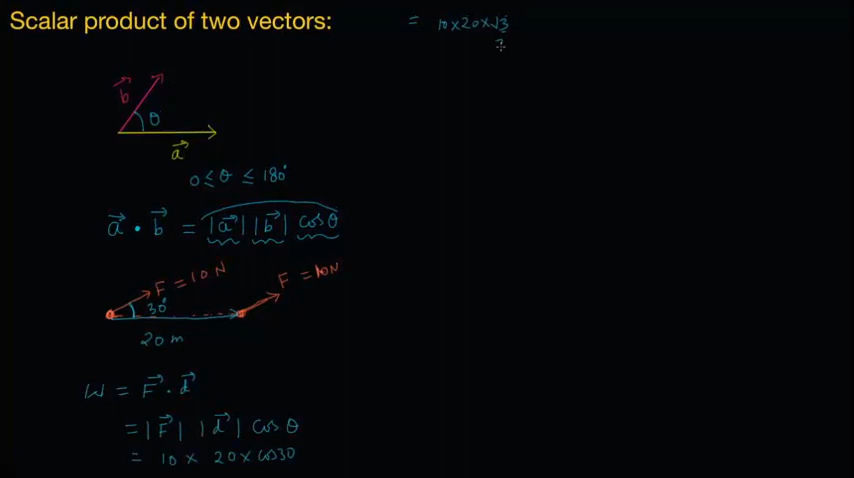 Scalar product of two vectors:
= 10×20×√3
2
b⃗
θ
a⃗
0 ≤ θ ≤ 180°
a⃗ · b⃗ = |a⃗| |b⃗| cos θ
F = 10 N
F = 10N
30°
20 m
W = F⃗ · d⃗
= |F⃗| |d⃗| cos θ
= 10 × 20 × cos30